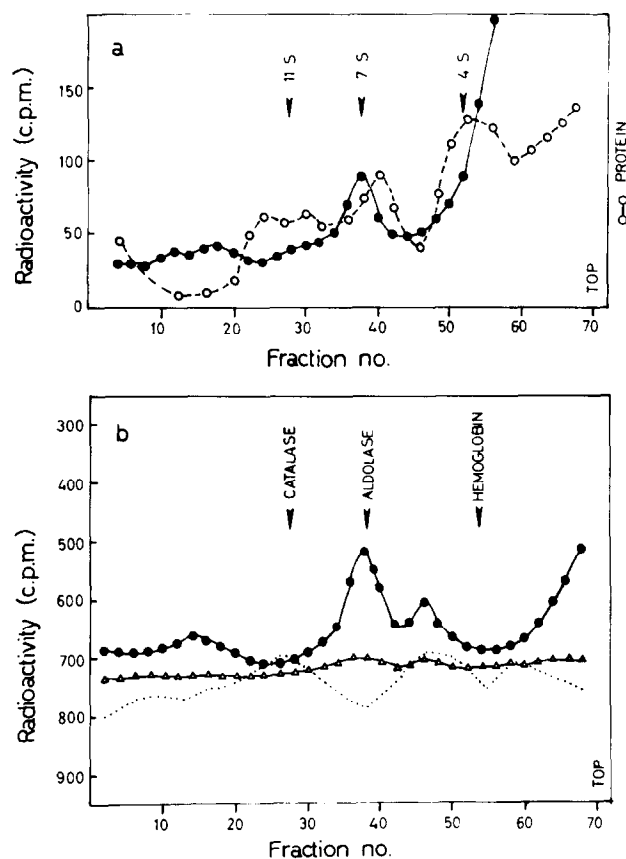 a
11 S
7 S
4 S
Radioactivity (c.p.m.)
150
100
50
0
o--o PROTEIN
TOP
10 20 30 40 50 60 70
Fraction no.
b
CATALASE
ALDOLASE
HEMOGLOBIN
Radioactivity (c.p.m.)
300
400
500
600
700
800
900
TOP
10 20 30 40 50 60 70
Fraction no.